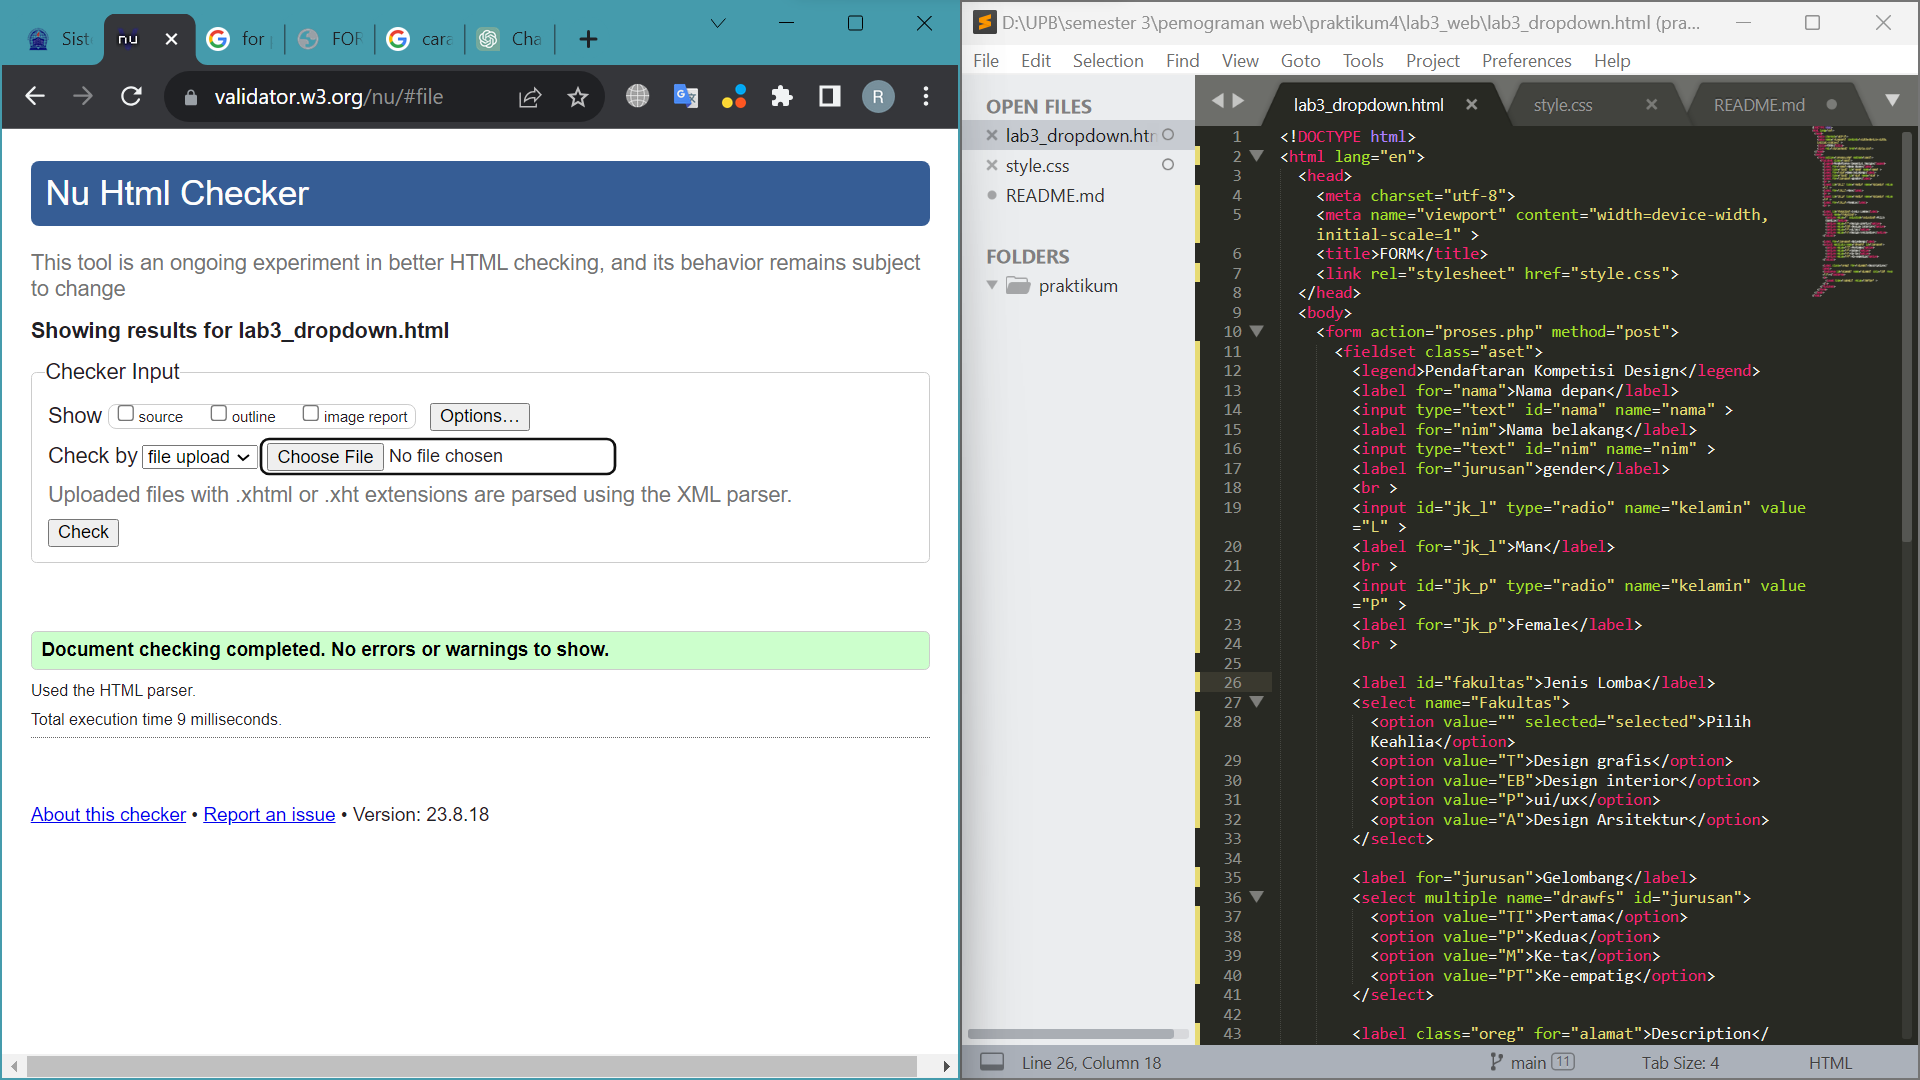 Sist
nu
for
FOR
cara
Cha
validator.w3.org/nu/#file
R
Nu Html Checker
This tool is an ongoing experiment in better HTML checking, and its behavior remains subject
to change
Showing results for lab3_dropdown.html
Checker Input
Show source outline image report Options...
Check by file upload Choose File No file chosen
Uploaded files with .xhtml or .xht extensions are parsed using the XML parser.
Check
Document checking completed. No errors or warnings to show.
Used the HTML parser.
Total execution time 9 milliseconds.
About this checker • Report an issue • Version: 23.8.18
D:\UPB\semester 3\pemograman web\praktikum4\lab3_web\lab3_dropdown.html (pra...
File Edit Selection Find View Goto Tools Project Preferences Help
OPEN FILES
lab3_dropdown.htm
style.css
README.md
FOLDERS
praktikum
lab3_dropdown.html style.css README.md
1 <!DOCTYPE html>
2 <html lang="en">
3 <head>
4 <meta charset="utf-8">
5 <meta name="viewport" content="width=device-width,
initial-scale=1" >
6 <title>FORM</title>
7 <link rel="stylesheet" href="style.css">
8 </head>
9 <body>
10 <form action="proses.php" method="post">
11 <fieldset class="aset">
12 <legend>Pendaftaran Kompetisi Design</legend>
13 <label for="nama">Nama depan</label>
14 <input type="text" id="nama" name="nama" >
15 <label for="nim">Nama belakang</label>
16 <input type="text" id="nim" name="nim" >
17 <label for="jurusan">gender</label>
18 <br >
19 <input id="jk_l" type="radio" name="kelamin" value
="L" >
20 <label for="jk_l">Man</label>
21 <br >
22 <input id="jk_p" type="radio" name="kelamin" value
="P" >
23 <label for="jk_p">Female</label>
24 <br >
25
26 <label id="fakultas">Jenis Lomba</label>
27 <select name="Fakultas">
28 <option value="" selected="selected">Pilih
Keahlia</option>
29 <option value="T">Design grafis</option>
30 <option value="EB">Design interior</option>
31 <option value="P">ui/ux</option>
32 <option value="A">Design Arsitektur</option>
33 </select>
34
35 <label for="jurusan">Gelombang</label>
36 <select multiple name="drawfs" id="jurusan">
37 <option value="TI">Pertama</option>
38 <option value="P">Kedua</option>
39 <option value="M">Ke-ta</option>
40 <option value="PT">Ke-empatig</option>
41 </select>
42
43 <label class="oreg" for="alamat">Description</
Line 26, Column 18
main 11
Tab Size: 4
HTML